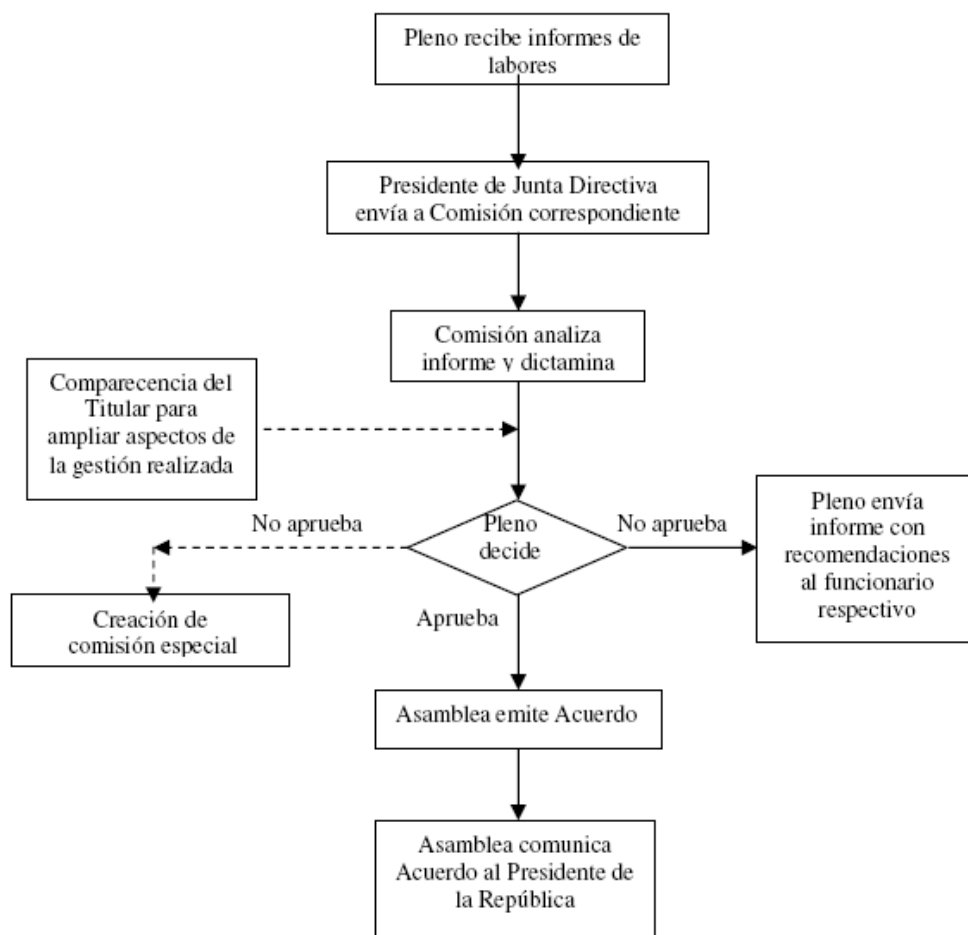 Pleno recibe informes de
labores
Presidente de Junta Directiva
envía a Comisión correspondiente
Comisión analiza
informe y dictamina
Comparecencia del
Titular para
ampliar aspectos de
la gestión realizada
No aprueba
Pleno
decide
No aprueba
Pleno envía
informe con
recomendaciones
al funcionario
respectivo
Creación de
comisión especial
Aprueba
Asamblea emite Acuerdo
Asamblea comunica
Acuerdo al Presidente de
la República